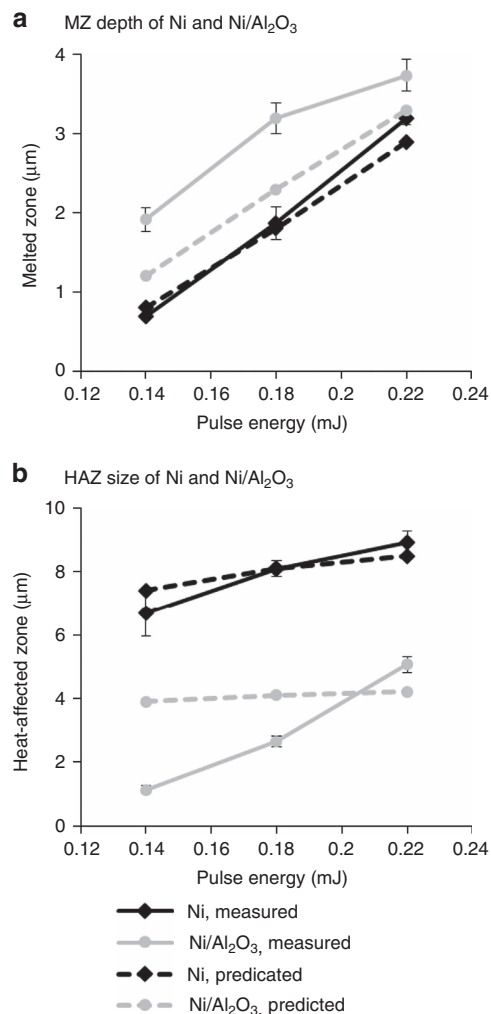 a MZ depth of Ni and Ni/Al₂O₃
4
3
2
1
0
Melted zone (µm)
0.12 0.14 0.16 0.18 0.2 0.22 0.24
Pulse energy (mJ)
b HAZ size of Ni and Ni/Al₂O₃
10
8
6
4
2
0
Heat-affected zone (µm)
0.12 0.14 0.16 0.18 0.2 0.22 0.24
Pulse energy (mJ)
Ni, measured
Ni/Al₂O₃, measured
Ni, predicated
Ni/Al₂O₃, predicted